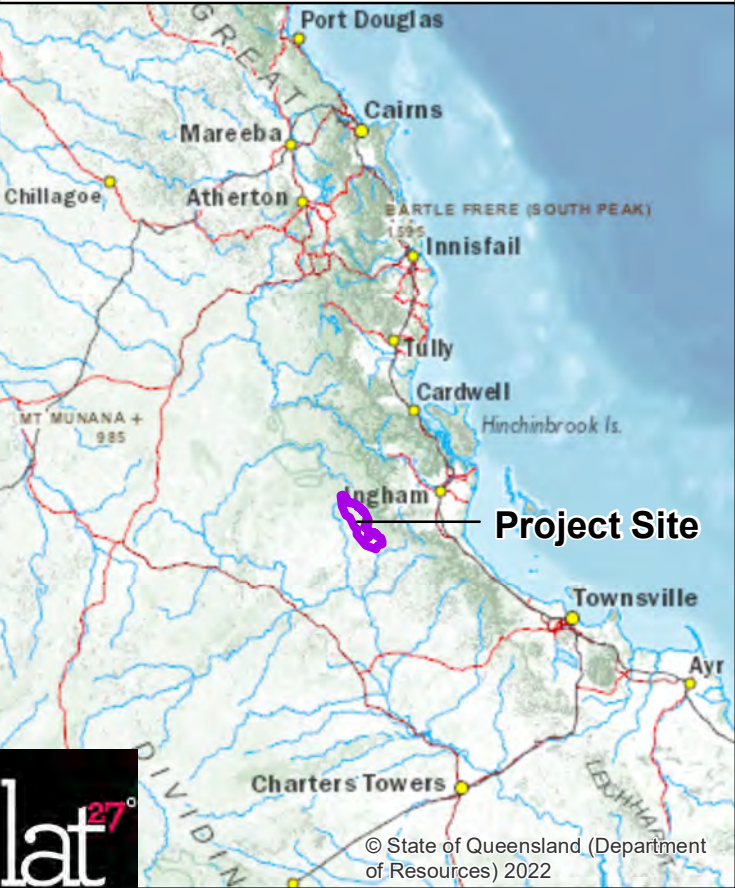 GREAT
Port Douglas
Cairns
Mareeba
Chillagoe
Atherton
BARTLE FRERE (SOUTH PEAK)
1595
Innisfail
Tully
Cardwell
MT MUNANA +
985
Hinchinbrook Is.
Ingham
Project Site
Townsville
Ayr
DIVIDIN
Charters Towers
LEICHHAR
lat27°
© State of Queensland (Department
of Resources) 2022